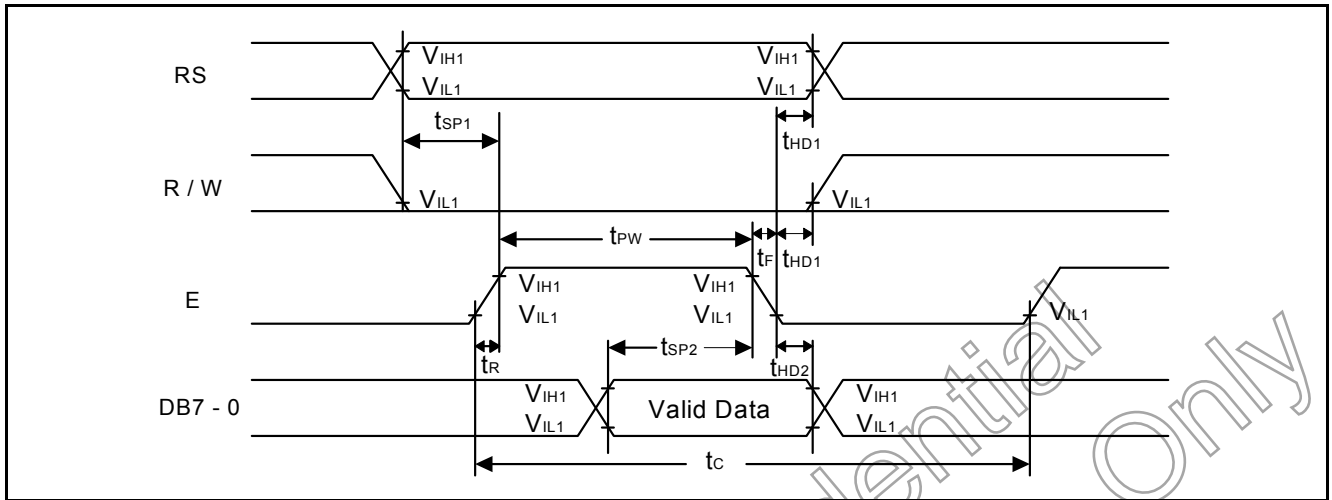 RS
VIH1
VIH1
VIL1
VIL1
tSP1
tHD1
R / W
VIL1
VIL1
tPW
tF
tHD1
E
VIH1
VIH1
VIL1
VIL1
VIL1
tR
tSP2
tHD2
DB7 - 0
VIH1
Valid Data
VIH1
VIL1
VIL1
tC
Only